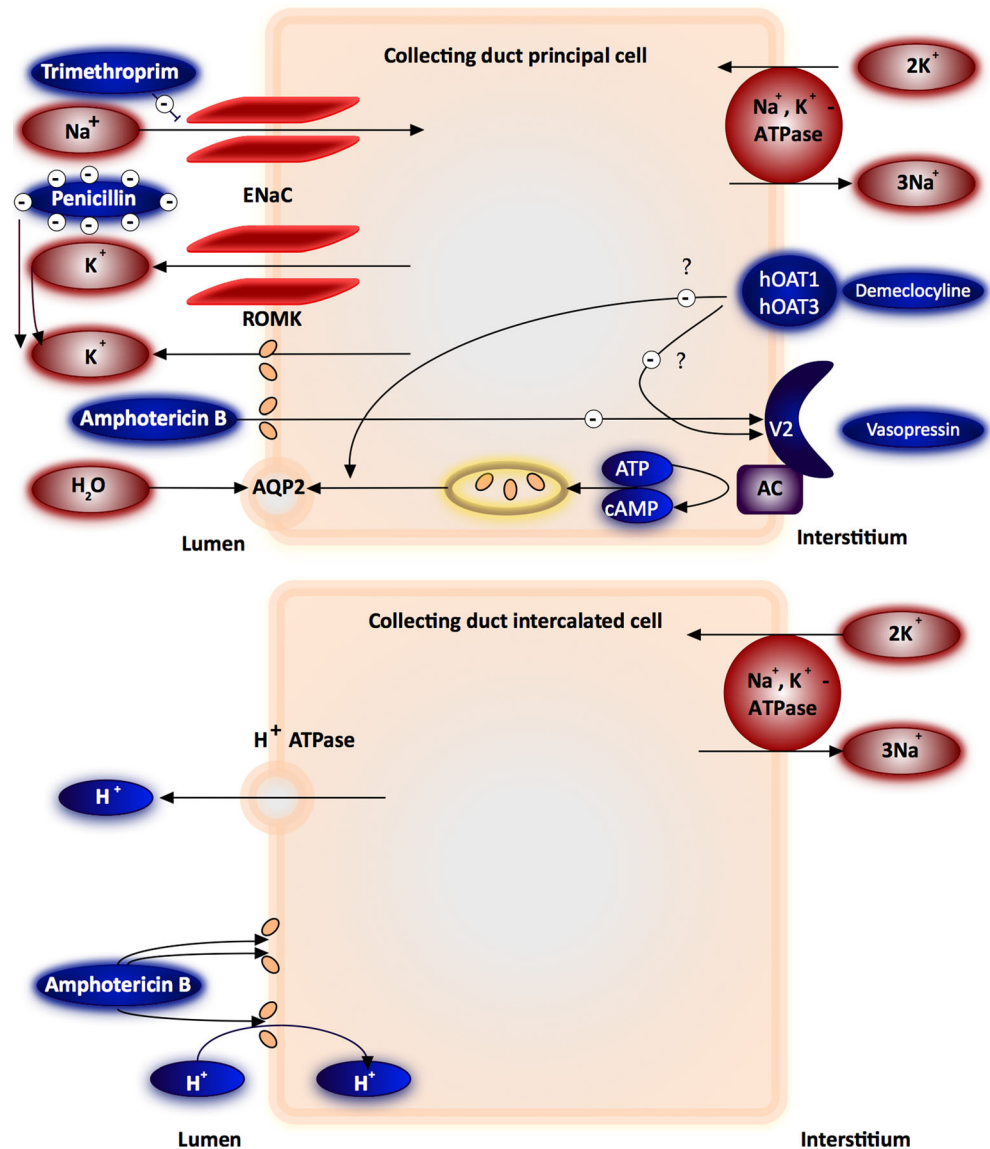 Collecting duct principal cell
Trimethroprim
-
Na+
ENaC
Na+, K+ -
ATPase
2K+
3Na+
-
-
-
-
Penicillin
-
-
-
-
K+
ROMK
K+
?
-
hOAT1
hOAT3
Demeclocyline
-
?
Amphotericin B
-
V2
Vasopressin
H2O
AQP2
ATP
cAMP
AC
Lumen
Interstitium
Collecting duct intercalated cell
2K+
Na+, K+ -
ATPase
3Na+
H+ ATPase
H+
Amphotericin B
H+
H+
Lumen
Interstitium